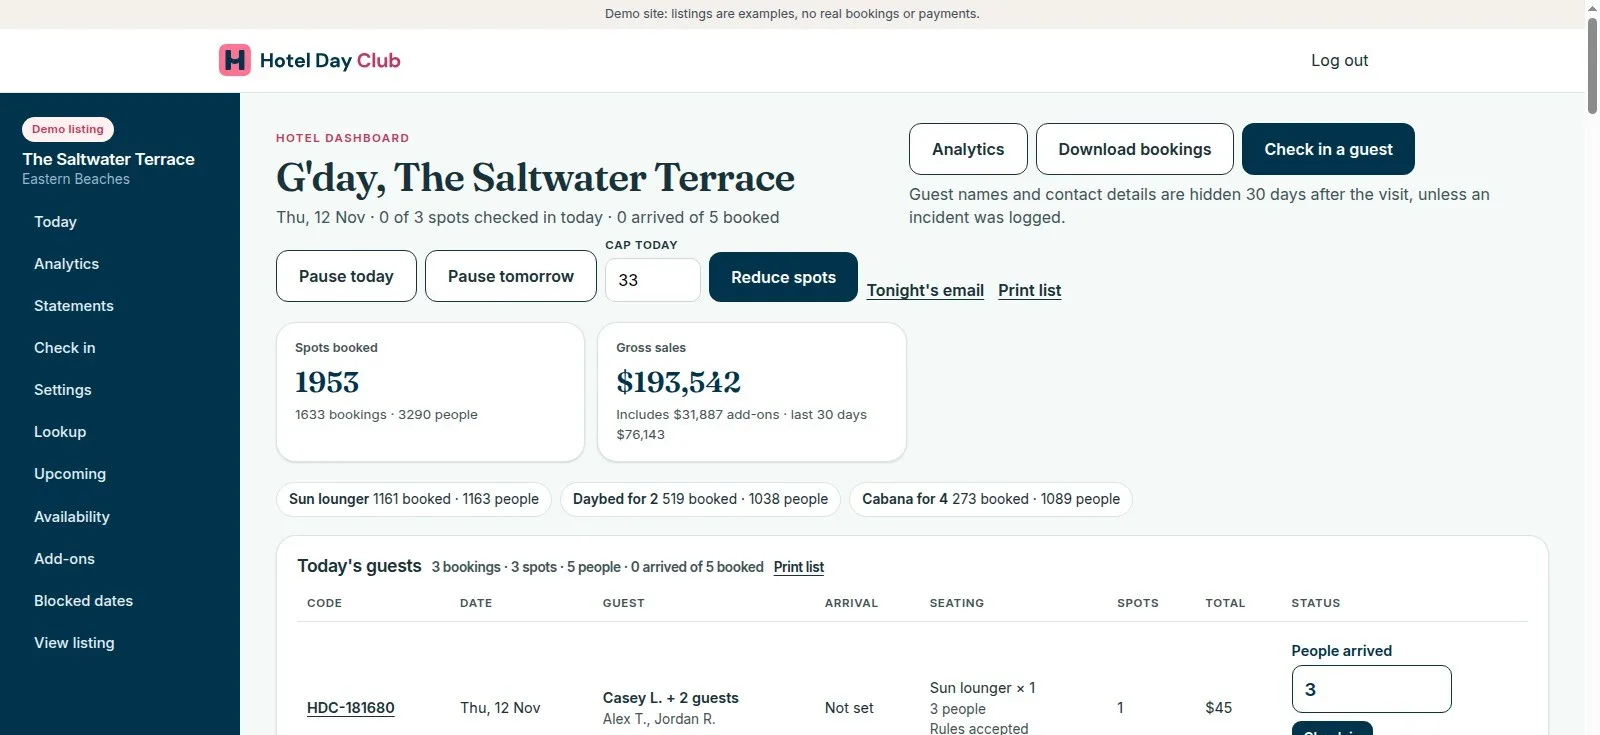 Demo site: listings are examples, no real bookings or payments.
H Hotel Day Club
Log out
Demo listing
The Saltwater Terrace
Eastern Beaches
Today
Analytics
Statements
Check in
Settings
Lookup
Upcoming
Availability
Add-ons
Blocked dates
View listing
HOTEL DASHBOARD
G'day, The Saltwater Terrace
Thu, 12 Nov · 0 of 3 spots checked in today · 0 arrived of 5 booked
Analytics
Download bookings
Check in a guest
Guest names and contact details are hidden 30 days after the visit, unless an
incident was logged.
Pause today
Pause tomorrow
CAP TODAY
33
Reduce spots
Tonight's email
Print list
Spots booked
1953
1633 bookings · 3290 people
Gross sales
$193,542
Includes $31,887 add-ons · last 30 days
$76,143
Sun lounger 1161 booked · 1163 people
Daybed for 2 519 booked · 1038 people
Cabana for 4 273 booked · 1089 people
Today's guests 3 bookings · 3 spots · 5 people · 0 arrived of 5 booked Print list
CODE DATE GUEST ARRIVAL SEATING SPOTS TOTAL STATUS
HDC-181680
Thu, 12 Nov
Casey L. + 2 guests
Alex T., Jordan R.
Not set
Sun lounger × 1
3 people
Rules accepted
1
$45
People arrived
3